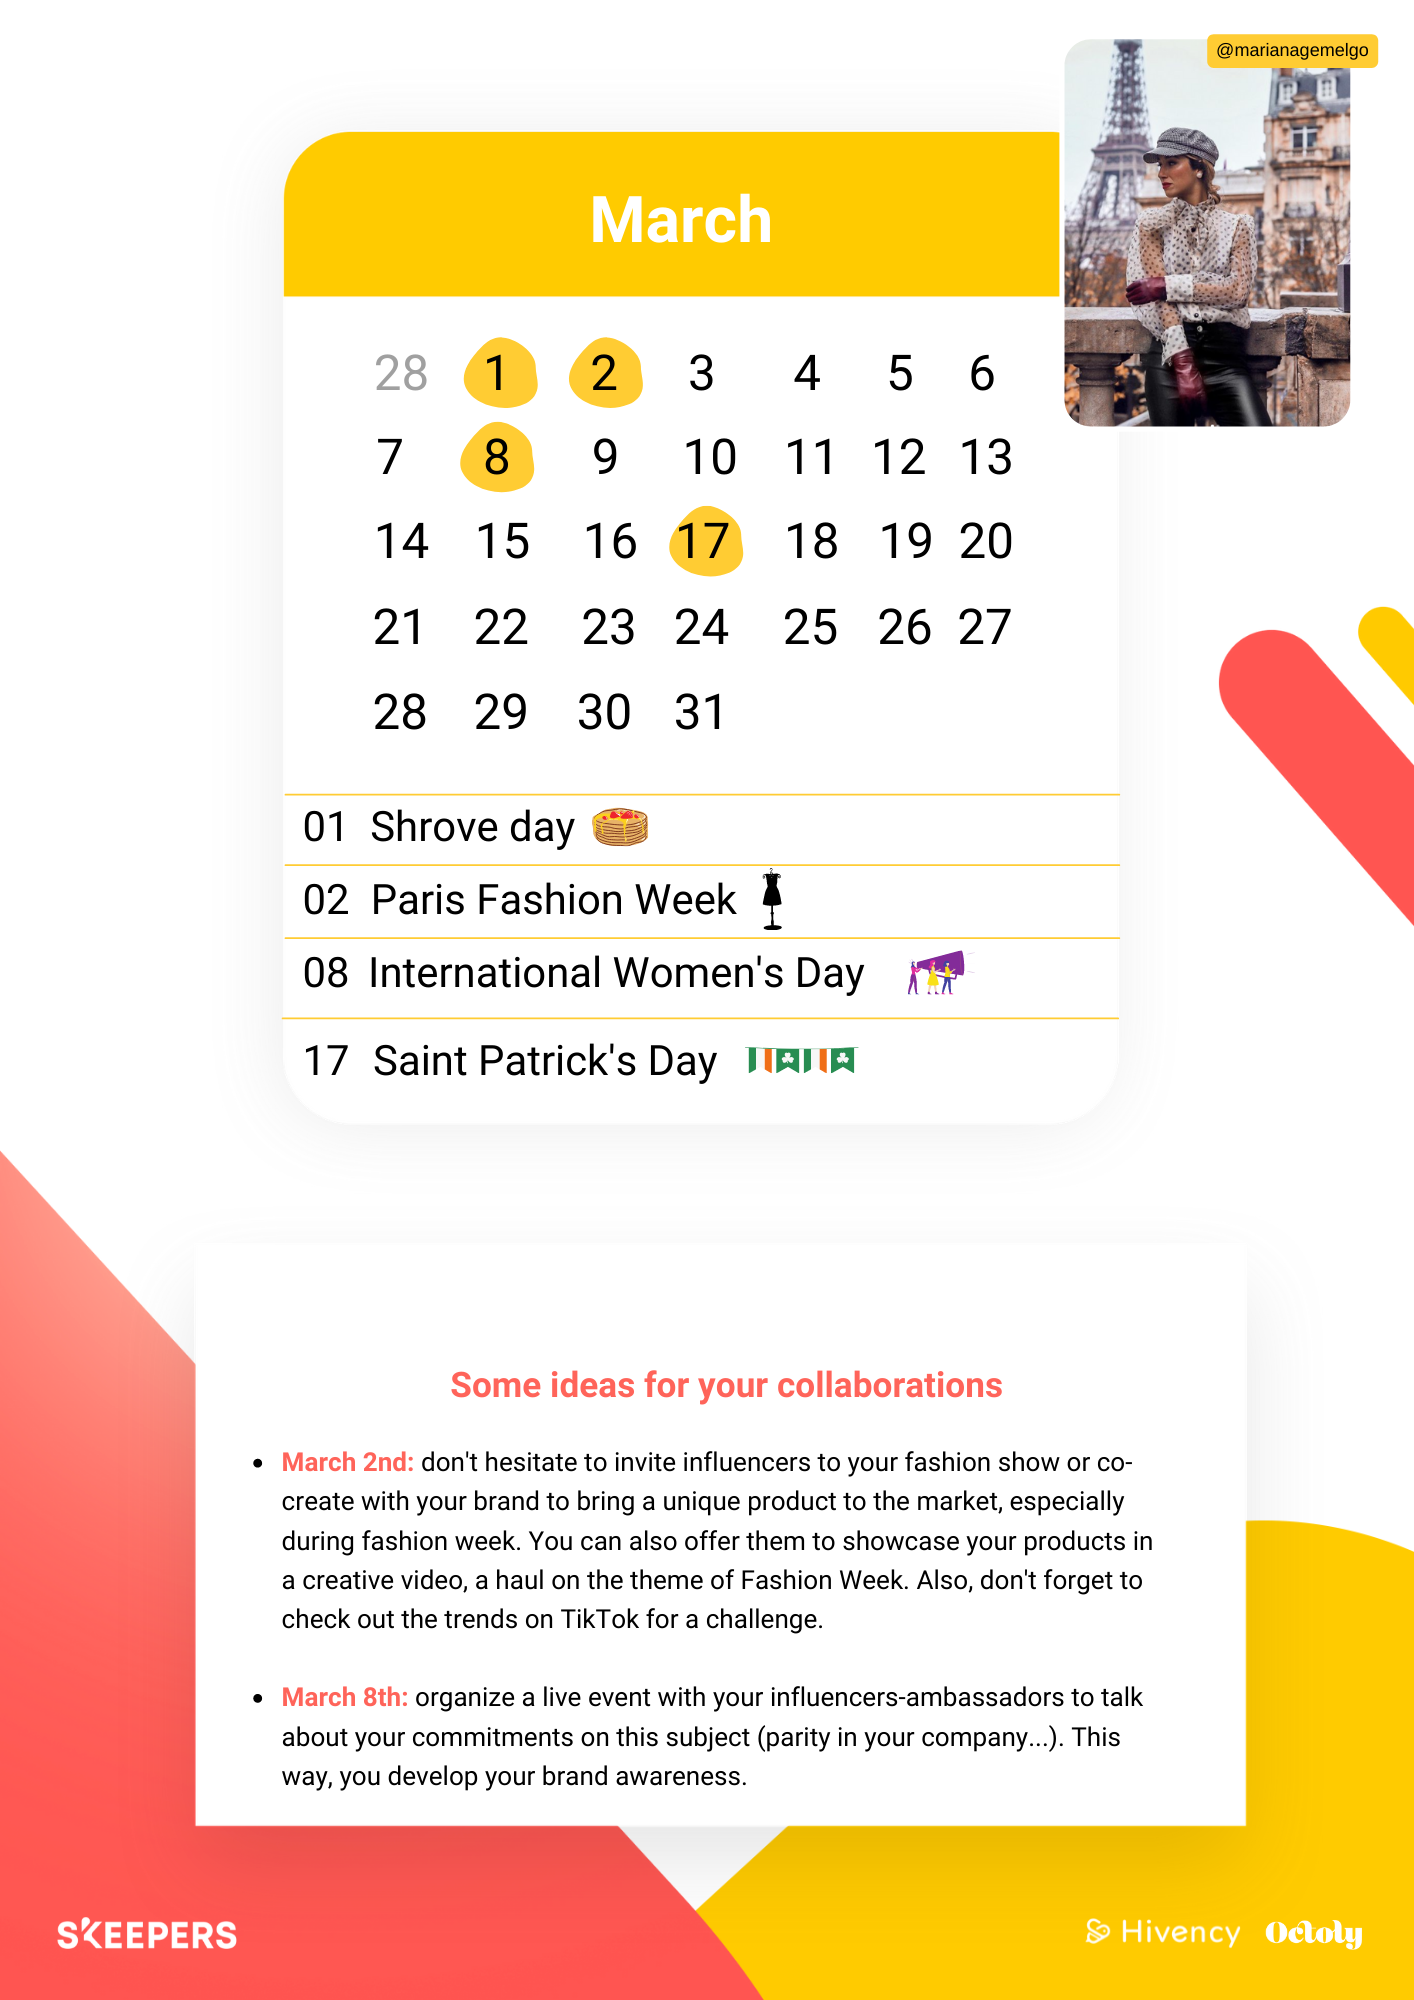 @marianagemelgo
March
28 1 2 3 4 5 6
7 8 9 10 11 12 13
14 15 16 17 18 19 20
21 22 23 24 25 26 27
28 29 30 31
01 Shrove day
02 Paris Fashion Week
08 International Women's Day
17 Saint Patrick's Day
Some ideas for your collaborations
• March 2nd: don't hesitate to invite influencers to your fashion show or co-
create with your brand to bring a unique product to the market, especially
during fashion week. You can also offer them to showcase your products in
a creative video, a haul on the theme of Fashion Week. Also, don't forget to
check out the trends on TikTok for a challenge.
• March 8th: organize a live event with your influencers-ambassadors to talk
about your commitments on this subject (parity in your company...). This
way, you develop your brand awareness.
SKEEPERS
Hivency Octoly